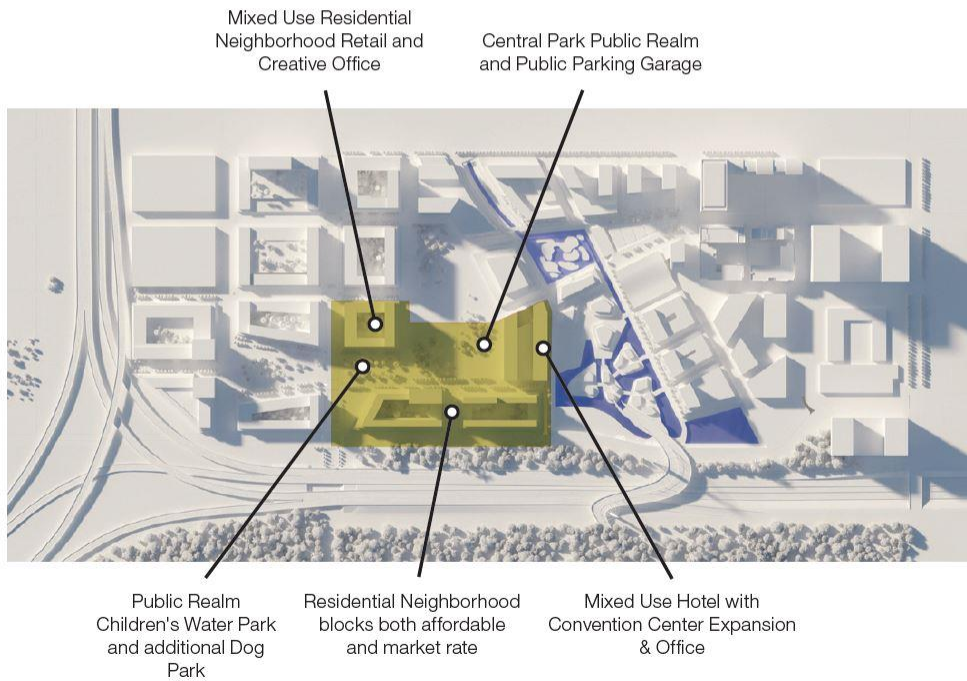 Mixed Use Residential
Neighborhood Retail and
Creative Office
Central Park Public Realm
and Public Parking Garage
Public Realm
Children's Water Park
and additional Dog
Park
Residential Neighborhood
blocks both affordable
and market rate
Mixed Use Hotel with
Convention Center Expansion
& Office